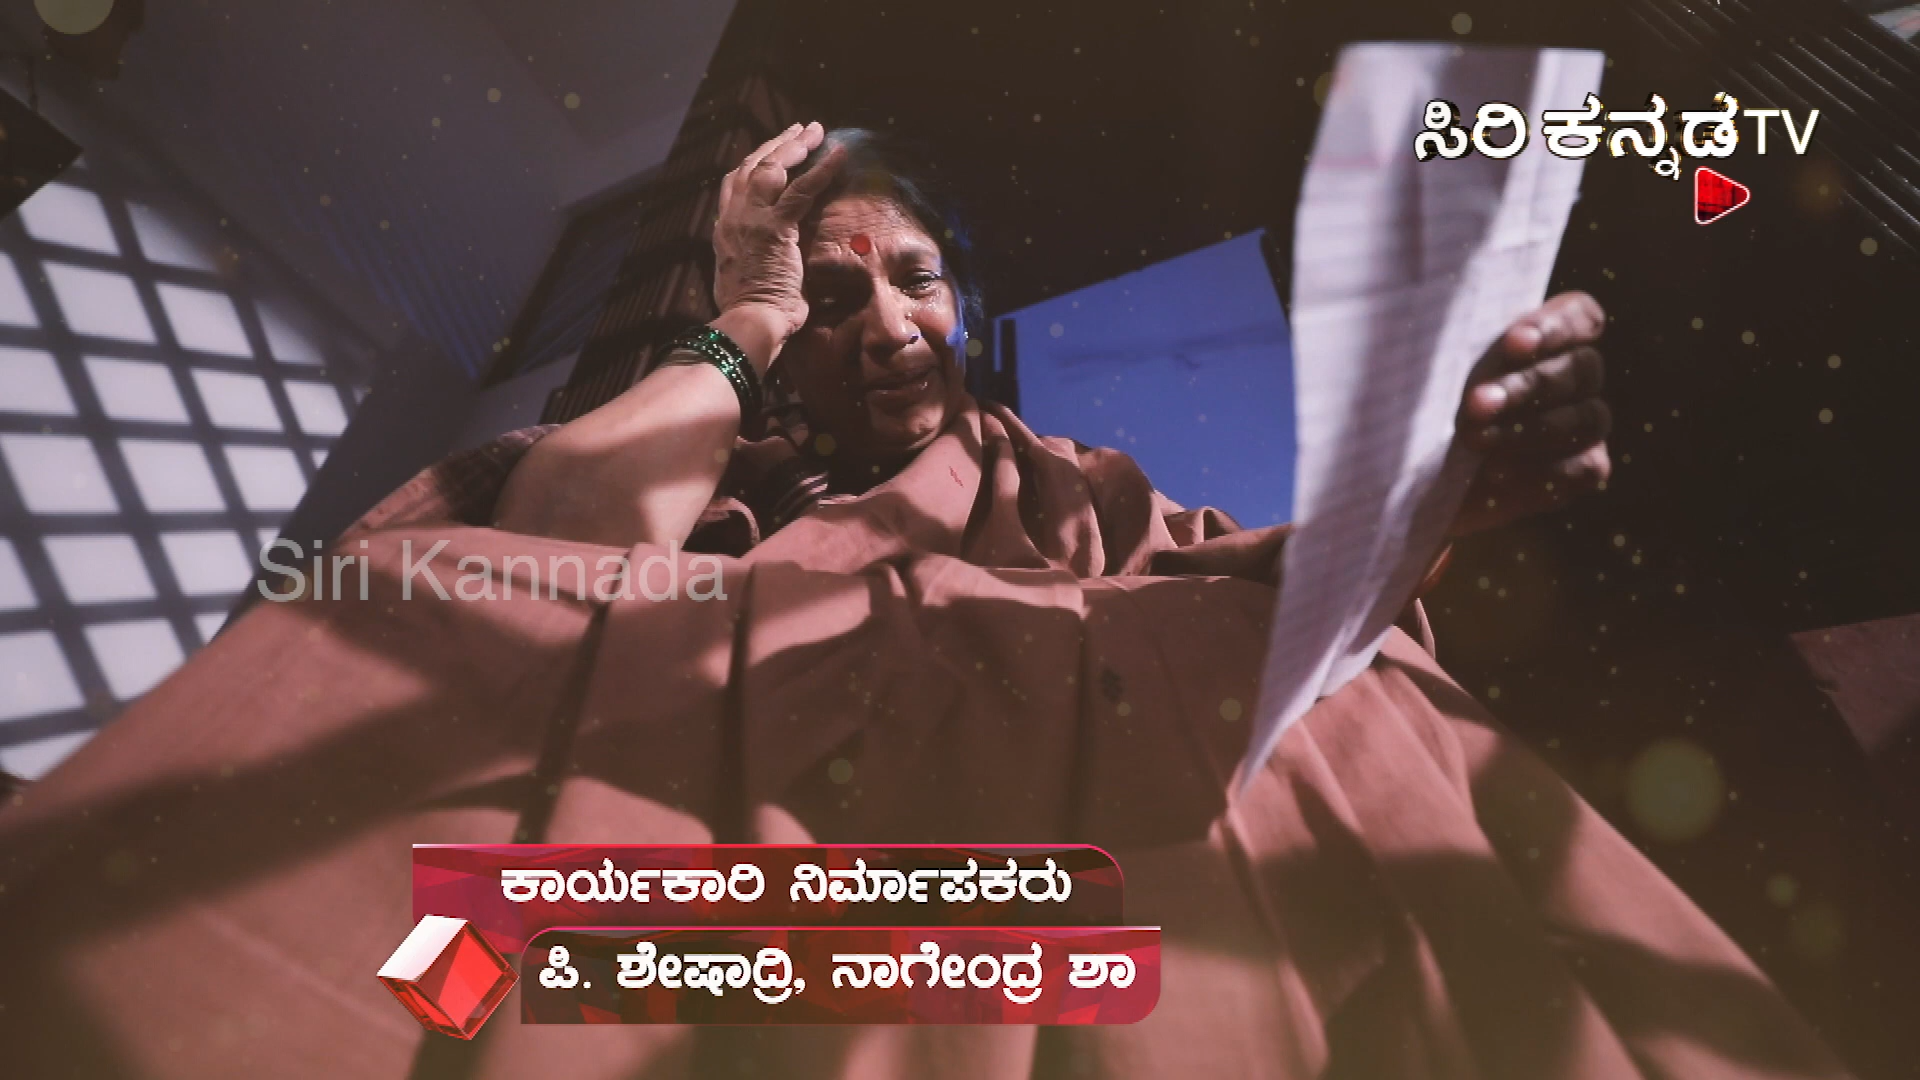 ಸಿರಿ ಕನ್ನಡ TV
Siri Kannada
ಕಾರ್ಯಕಾರಿ ನಿರ್ಮಾಪಕರು
ಪಿ. ಶೇಷಾದ್ರಿ, ನಾಗೇಂದ್ರ ಶಾ